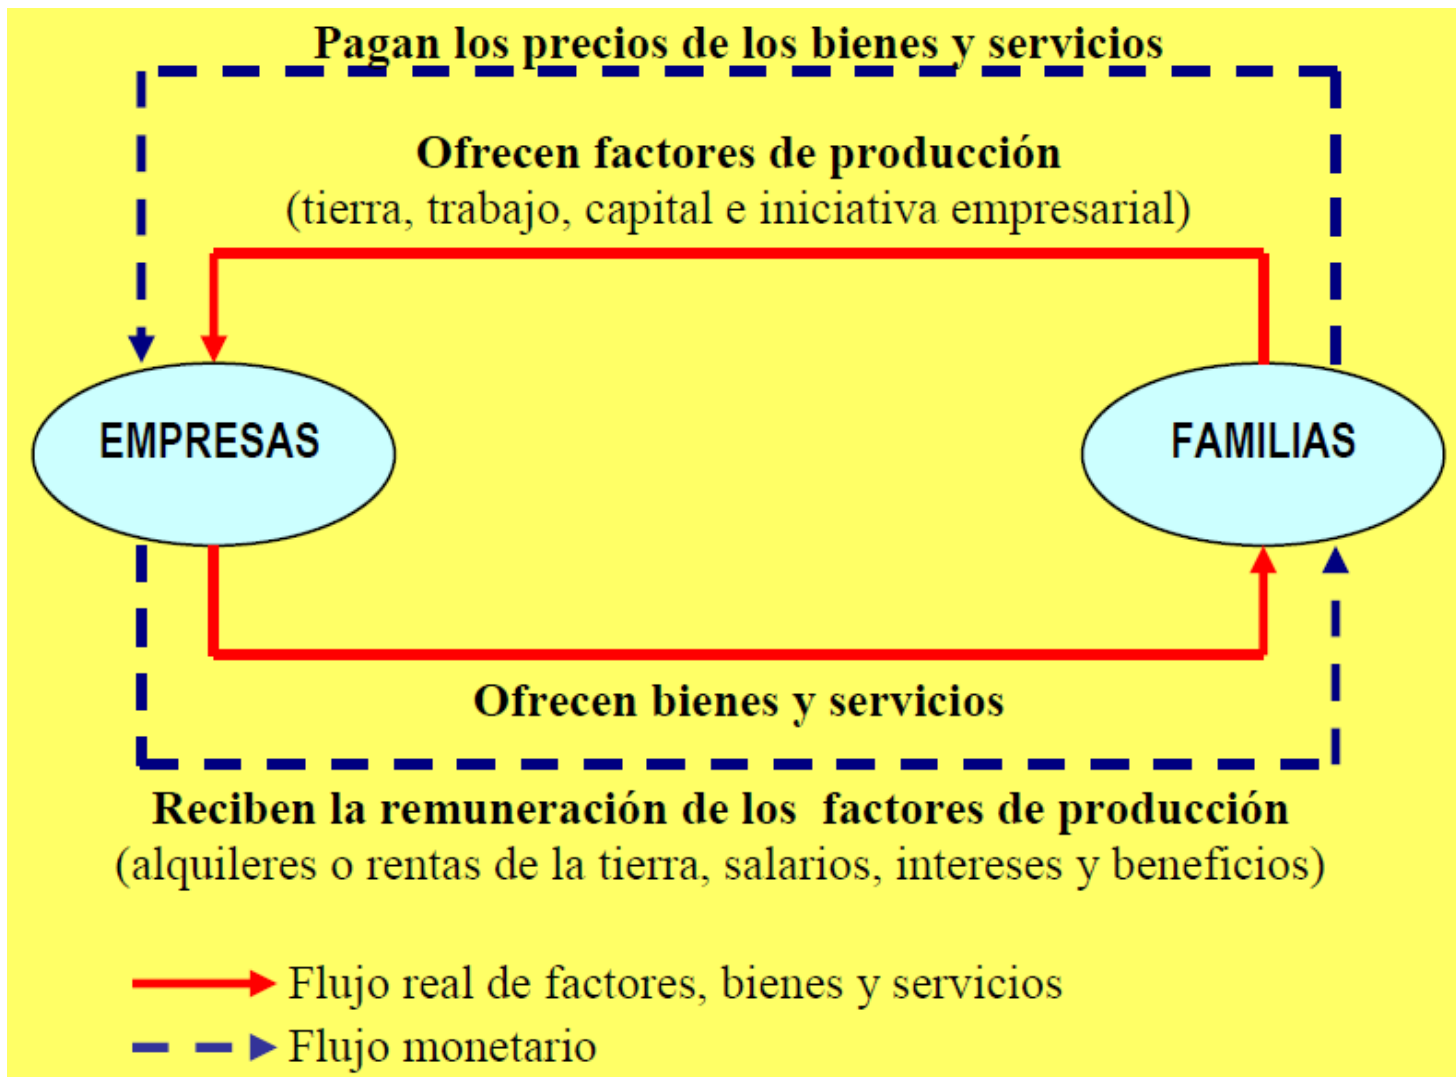 Pagan los precios de los bienes y servicios
Ofrecen factores de producción
(tierra, trabajo, capital e iniciativa empresarial)
EMPRESAS
FAMILIAS
Ofrecen bienes y servicios
Reciben la remuneración de los factores de producción
(alquileres o rentas de la tierra, salarios, intereses y beneficios)
Flujo real de factores, bienes y servicios
Flujo monetario